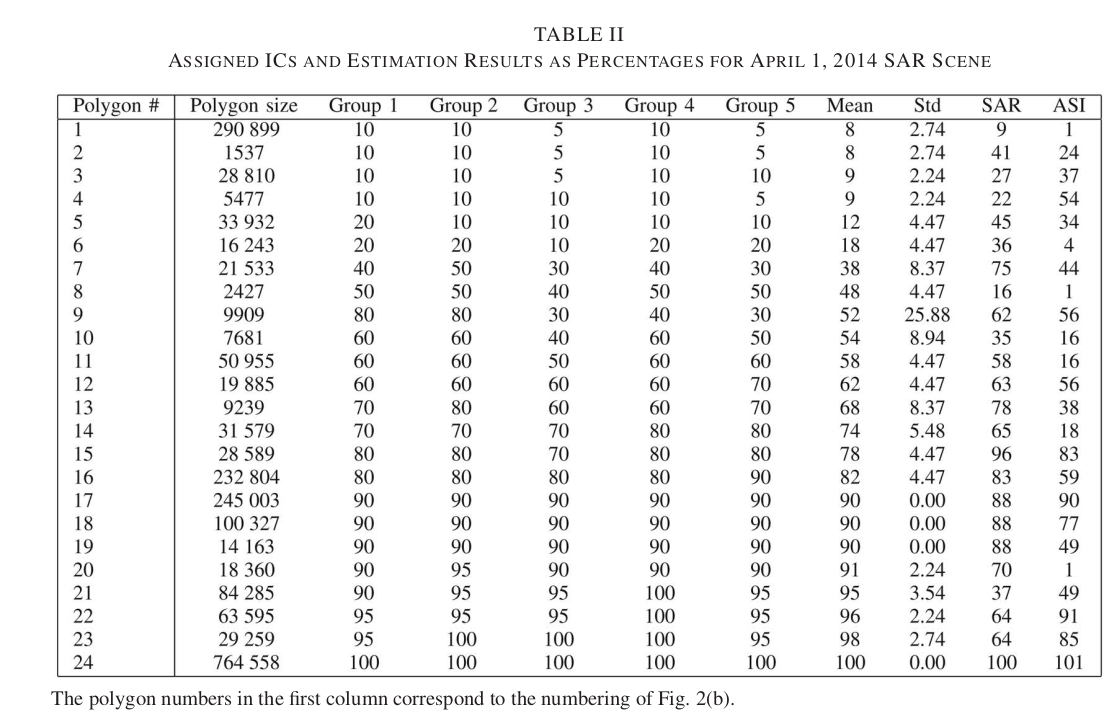 TABLE II
ASSIGNED ICS AND ESTIMATION RESULTS AS PERCENTAGES FOR APRIL 1, 2014 SAR SCENE
Polygon # Polygon size Group 1 Group 2 Group 3 Group 4 Group 5 Mean Std SAR ASI
1 290 899 10 10 5 10 5 8 2.74 9 1
2 1537 10 10 5 10 5 8 2.74 41 24
3 28 810 10 10 5 10 10 9 2.24 27 37
4 5477 10 10 10 10 5 9 2.24 22 54
5 33 932 20 10 10 10 10 12 4.47 45 34
6 16 243 20 20 10 20 20 18 4.47 36 4
7 21 533 40 50 30 40 30 38 8.37 75 44
8 2427 50 50 40 50 50 48 4.47 16 1
9 9909 80 80 30 40 30 52 25.88 62 56
10 7681 60 60 40 60 50 54 8.94 35 16
11 50 955 60 60 50 60 60 58 4.47 58 16
12 19 885 60 60 60 60 70 62 4.47 63 56
13 9239 70 80 60 60 70 68 8.37 78 38
14 31 579 70 70 70 80 80 74 5.48 65 18
15 28 589 80 80 70 80 80 78 4.47 96 83
16 232 804 80 80 80 80 90 82 4.47 83 59
17 245 003 90 90 90 90 90 90 0.00 88 90
18 100 327 90 90 90 90 90 90 0.00 88 77
19 14 163 90 90 90 90 90 90 0.00 88 49
20 18 360 90 95 90 90 90 91 2.24 70 1
21 84 285 90 95 95 100 95 95 3.54 37 49
22 63 595 95 95 95 100 95 96 2.24 64 91
23 29 259 95 100 100 100 95 98 2.74 64 85
24 764 558 100 100 100 100 100 100 0.00 100 101
The polygon numbers in the first column correspond to the numbering of Fig. 2(b).